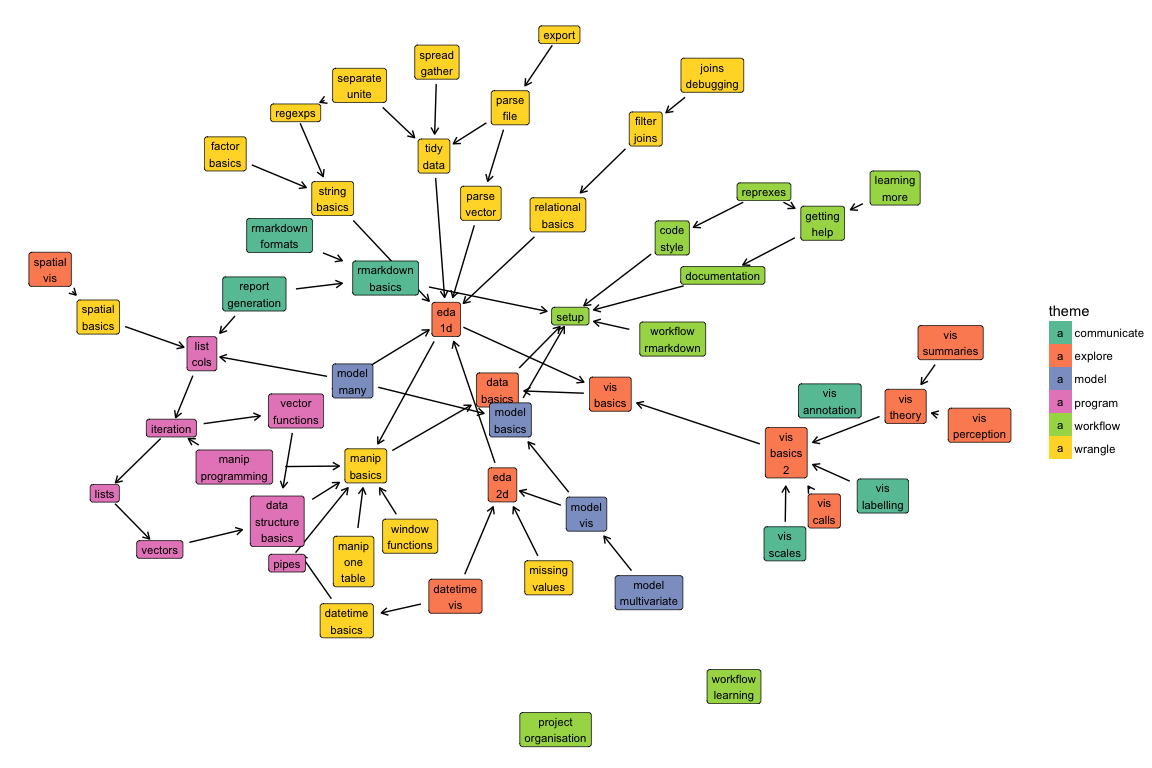 export
spread
gather
joins
debugging
separate
unite
regexps
parse
file
filter
joins
factor
basics
tidy
data
string
basics
parse
vector
relational
basics
reprexes
learning
more
getting
help
code
style
rmarkdown
formats
rmarkdown
basics
documentation
spatial
vis
report
generation
spatial
basics
eda
1d
setup
workflow
rmarkdown
list
cols
model
many
data
basics
vis
basics
vis
summaries
vis
annotation
vis
theory
vis
perception
vector
functions
model
basics
iteration
vis
basics
2
manip
programming
manip
basics
eda
2d
lists
vis
labelling
data
structure
basics
model
vis
vis
calls
vectors
window
functions
vis
scales
pipes
manip
one
table
missing
values
datetime
vis
model
multivariate
datetime
basics
workflow
learning
project
organisation
theme
a communicate
a explore
a model
a program
a workflow
a wrangle